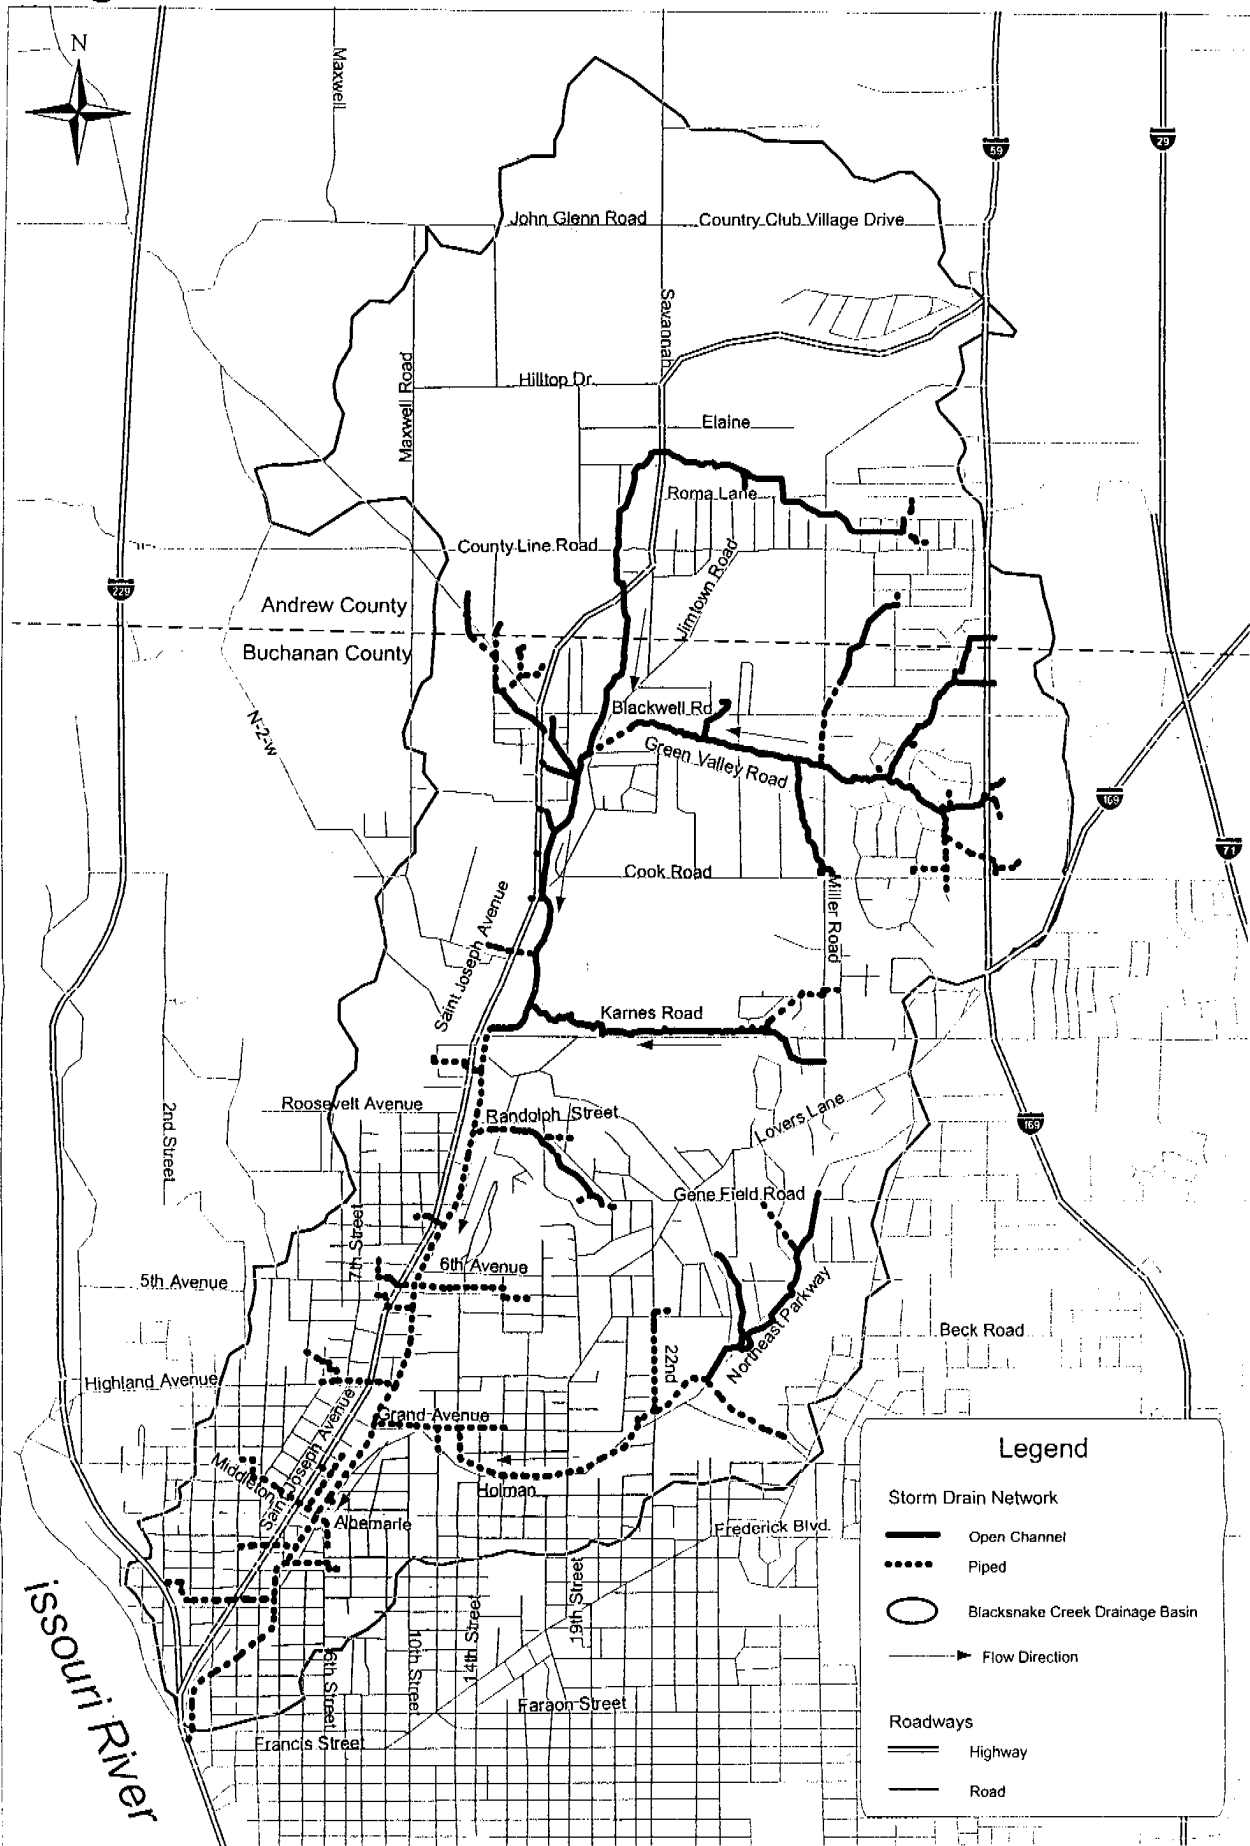 N
Maxwell
59
29
John Glenn Road
Country Club Village Drive
Savannah
Maxwell Road
Hilltop Dr.
Elaine
Roma Lane
County Line Road
Jimtown Road
229
Andrew County
Buchanan County
N-2-w
Blackwell Rd
Green Valley Road
169
71
Cook Road
Miller Road
Saint Joseph Avenue
Karnes Road
2nd Street
Roosevelt Avenue
Randolph Street
Lovers Lane
169
Gene Field Road
7th Street
6th Avenue
5th Avenue
Northeast Parkway
Beck Road
22nd
Highland Avenue
Grand Avenue
Saint Joseph Avenue
Middleton
Holman
Albemarle
Frederick Blvd.
19th Street
14th Street
10th Stree
6th Street
Faraon Street
Francis Street
issouri River
Legend
Storm Drain Network
Open Channel
Piped
Blacksnake Creek Drainage Basin
Flow Direction
Roadways
Highway
Road